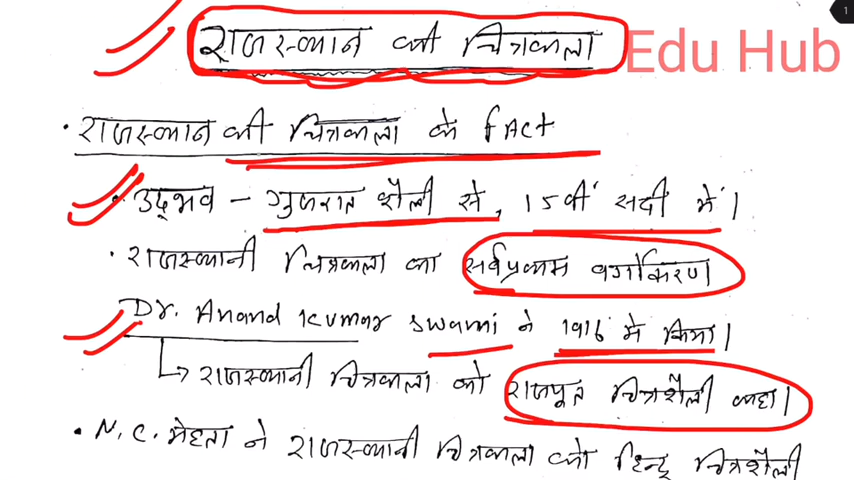 1
राजस्थान की चित्रकला
Edu Hub
• राजस्थान की चित्रकला के fact
• उद्भव - गुजरात शैली से, 15वीं सदी में।
• राजस्थानी चित्रकला का सर्वप्रथम वर्गीकरण
Dr. Anand Kumar Swami ने 1916 में किया।
→ राजस्थानी चित्रकला को राजपूत चित्रशैली कहा।
• N.C. मेहता ने राजस्थानी चित्रकला को हिन्दू चित्रशैली